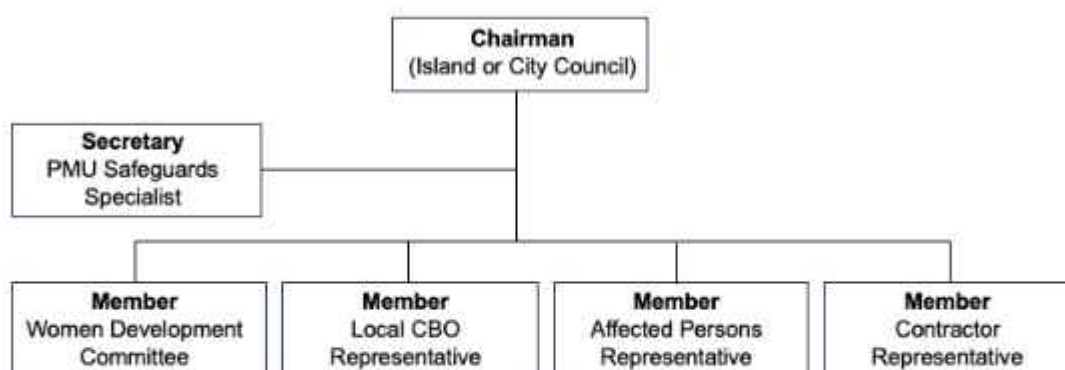 Chairman
(Island or City Council)
Secretary
PMU Safeguards
Specialist
Member
Women Development
Committee
Member
Local CBO
Representative
Member
Affected Persons
Representative
Member
Contractor
Representative